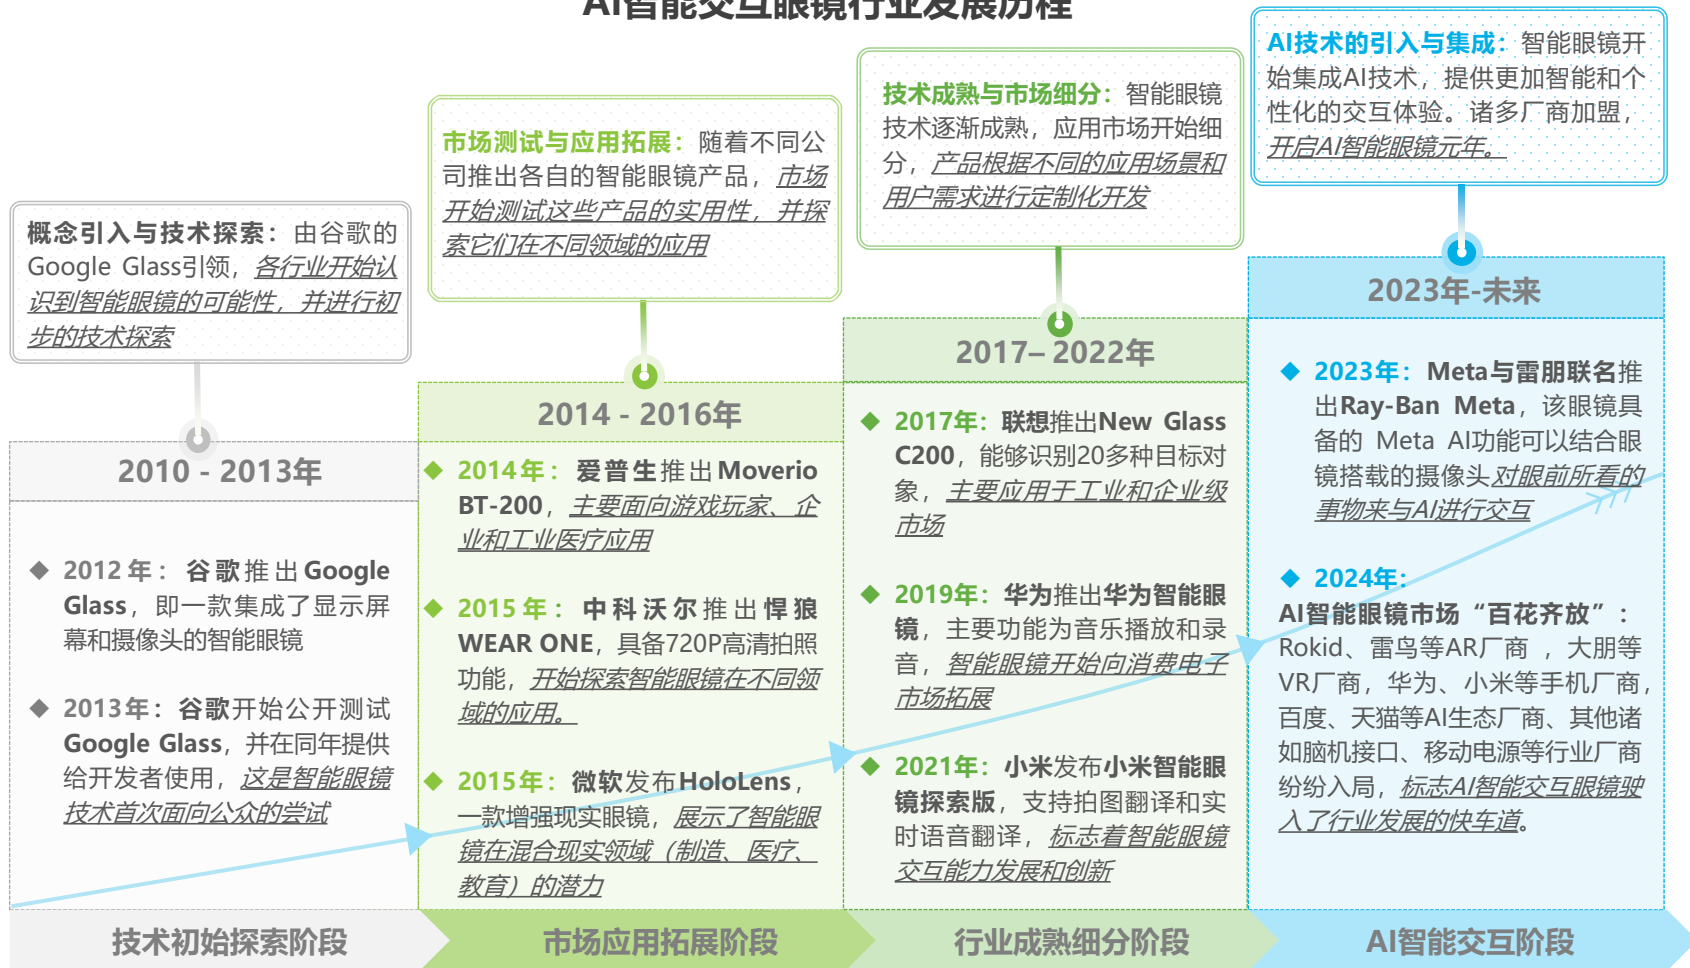 AI智能交互眼镜行业发展历程
概念引入与技术探索：由谷歌的
Google Glass引领，各行业开始认
识到智能眼镜的可能性，并进行初
步的技术探索
2010 - 2013年
◆ 2012年：谷歌推出Google
Glass，即一款集成了显示屏
幕和摄像头的智能眼镜
◆ 2013年：谷歌开始公开测试
Google Glass，并在同年提供
给开发者使用，这是智能眼镜
技术首次面向公众的尝试
技术初始探索阶段
市场测试与应用拓展：随着不同公
司推出各自的智能眼镜产品，市场
开始测试这些产品的实用性，并探
索它们在不同领域的应用
2014 - 2016年
◆ 2014年：爱普生推出Moverio
BT-200，主要面向游戏玩家、企
业和工业医疗应用
◆ 2015年：中科沃尔推出悍狼
WEAR ONE，具备720P高清拍照
功能，开始探索智能眼镜在不同领
域的应用。
◆ 2015年：微软发布HoloLens，
一款增强现实眼镜，展示了智能眼
镜在混合现实领域（制造、医疗、
教育）的潜力
市场应用拓展阶段
技术成熟与市场细分：智能眼镜
技术逐渐成熟，应用市场开始细
分，产品根据不同的应用场景和
用户需求进行定制化开发
2017– 2022年
◆ 2017年：联想推出New Glass
C200，能够识别20多种目标对
象，主要应用于工业和企业级
市场
◆ 2019年：华为推出华为智能眼
镜，主要功能为音乐播放和录
音，智能眼镜开始向消费电子
市场拓展
◆ 2021年：小米发布小米智能眼
镜探索版，支持拍图翻译和实
时语音翻译，标志着智能眼镜
交互能力发展和创新
行业成熟细分阶段
AI技术的引入与集成：智能眼镜开
始集成AI技术，提供更加智能和个
性化的交互体验。诸多厂商加盟，
开启AI智能眼镜元年。
2023年-未来
◆ 2023年：Meta与雷朋联名推
出Ray-Ban Meta，该眼镜具
备的 Meta AI功能可以结合眼
镜搭载的摄像头对眼前所看的
事物来与AI进行交互
◆ 2024年：
AI智能眼镜市场“百花齐放”：
Rokid、雷鸟等AR厂商 ，大朋等
VR厂商，华为、小米等手机厂商，
百度、天猫等AI生态厂商、其他诸
如脑机接口、移动电源等行业厂商
纷纷入局，标志AI智能交互眼镜驶
入了行业发展的快车道。
AI智能交互阶段